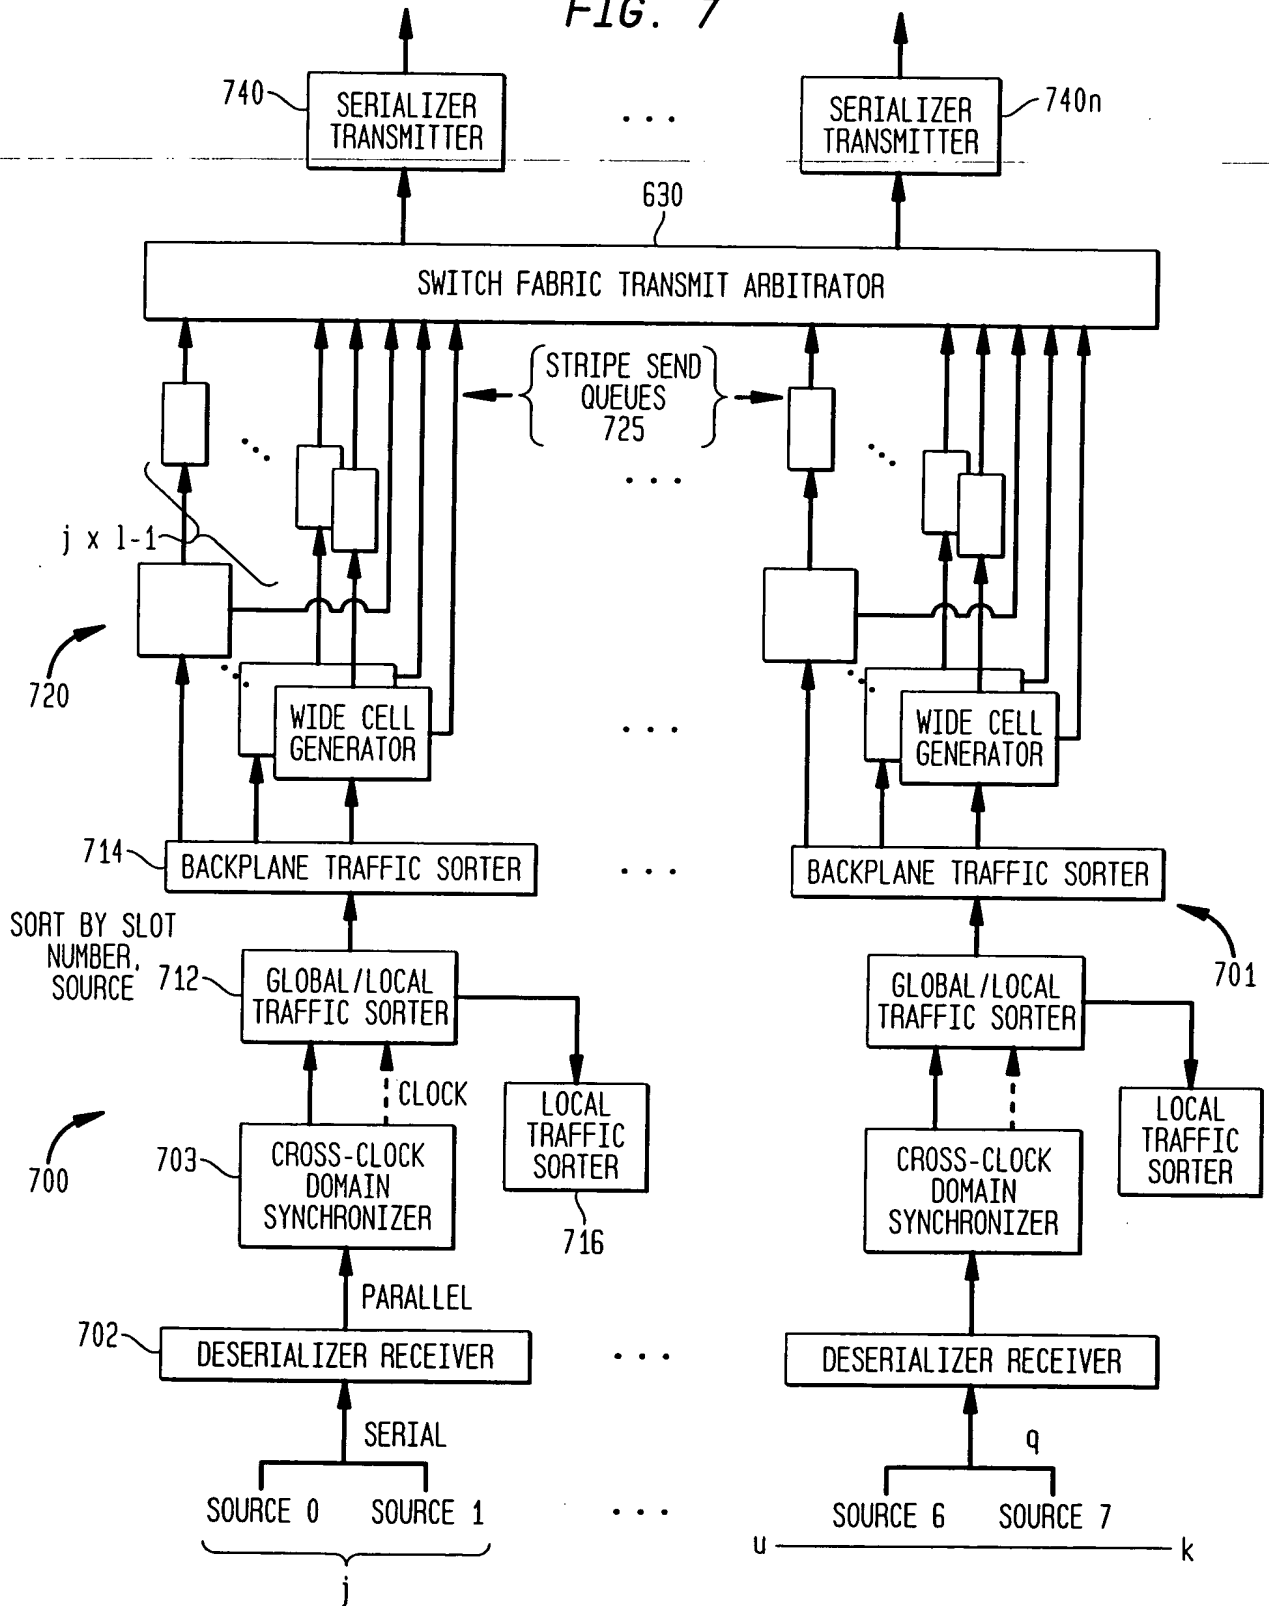 FIG. 7
740
SERIALIZER
TRANSMITTER
...
SERIALIZER
TRANSMITTER
740n
630
SWITCH FABRIC TRANSMIT ARBITRATOR
STRIPE SEND
QUEUES
725
...
j x l-1
720
WIDE CELL
GENERATOR
...
WIDE CELL
GENERATOR
714
BACKPLANE TRAFFIC SORTER
...
BACKPLANE TRAFFIC SORTER
701
SORT BY SLOT
NUMBER,
SOURCE
712
GLOBAL/LOCAL
TRAFFIC SORTER
GLOBAL/LOCAL
TRAFFIC SORTER
CLOCK
LOCAL
TRAFFIC
SORTER
716
LOCAL
TRAFFIC
SORTER
700
703
CROSS-CLOCK
DOMAIN
SYNCHRONIZER
CROSS-CLOCK
DOMAIN
SYNCHRONIZER
PARALLEL
702
DESERIALIZER RECEIVER
...
DESERIALIZER RECEIVER
SERIAL
q
SOURCE 0
SOURCE 1
...
SOURCE 6
SOURCE 7
j
u
k